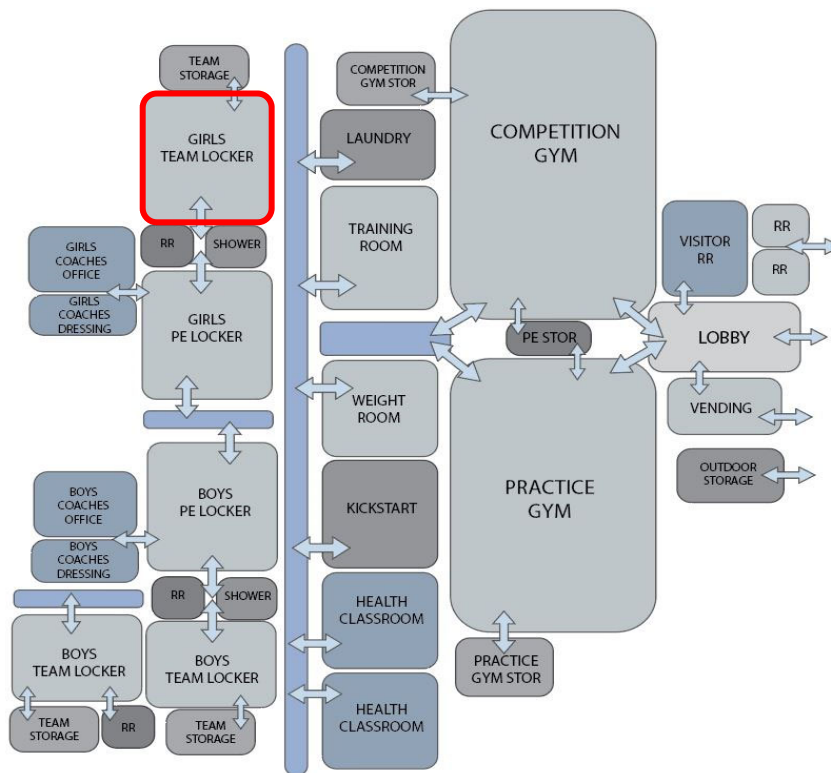 TEAM
STORAGE
GIRLS
TEAM LOCKER
RR
SHOWER
GIRLS
COACHES
OFFICE
GIRLS
COACHES
DRESSING
GIRLS
PE LOCKER
BOYS
PE LOCKER
BOYS
COACHES
OFFICE
BOYS
COACHES
DRESSING
RR
SHOWER
BOYS
TEAM LOCKER
BOYS
TEAM LOCKER
TEAM
STORAGE
RR
TEAM
STORAGE
COMPETITION
GYM STOR
LAUNDRY
TRAINING
ROOM
WEIGHT
ROOM
KICKSTART
HEALTH
CLASSROOM
HEALTH
CLASSROOM
COMPETITION
GYM
PE STOR
PRACTICE
GYM
PRACTICE
GYM STOR
VISITOR
RR
RR
RR
LOBBY
VENDING
OUTDOOR
STORAGE